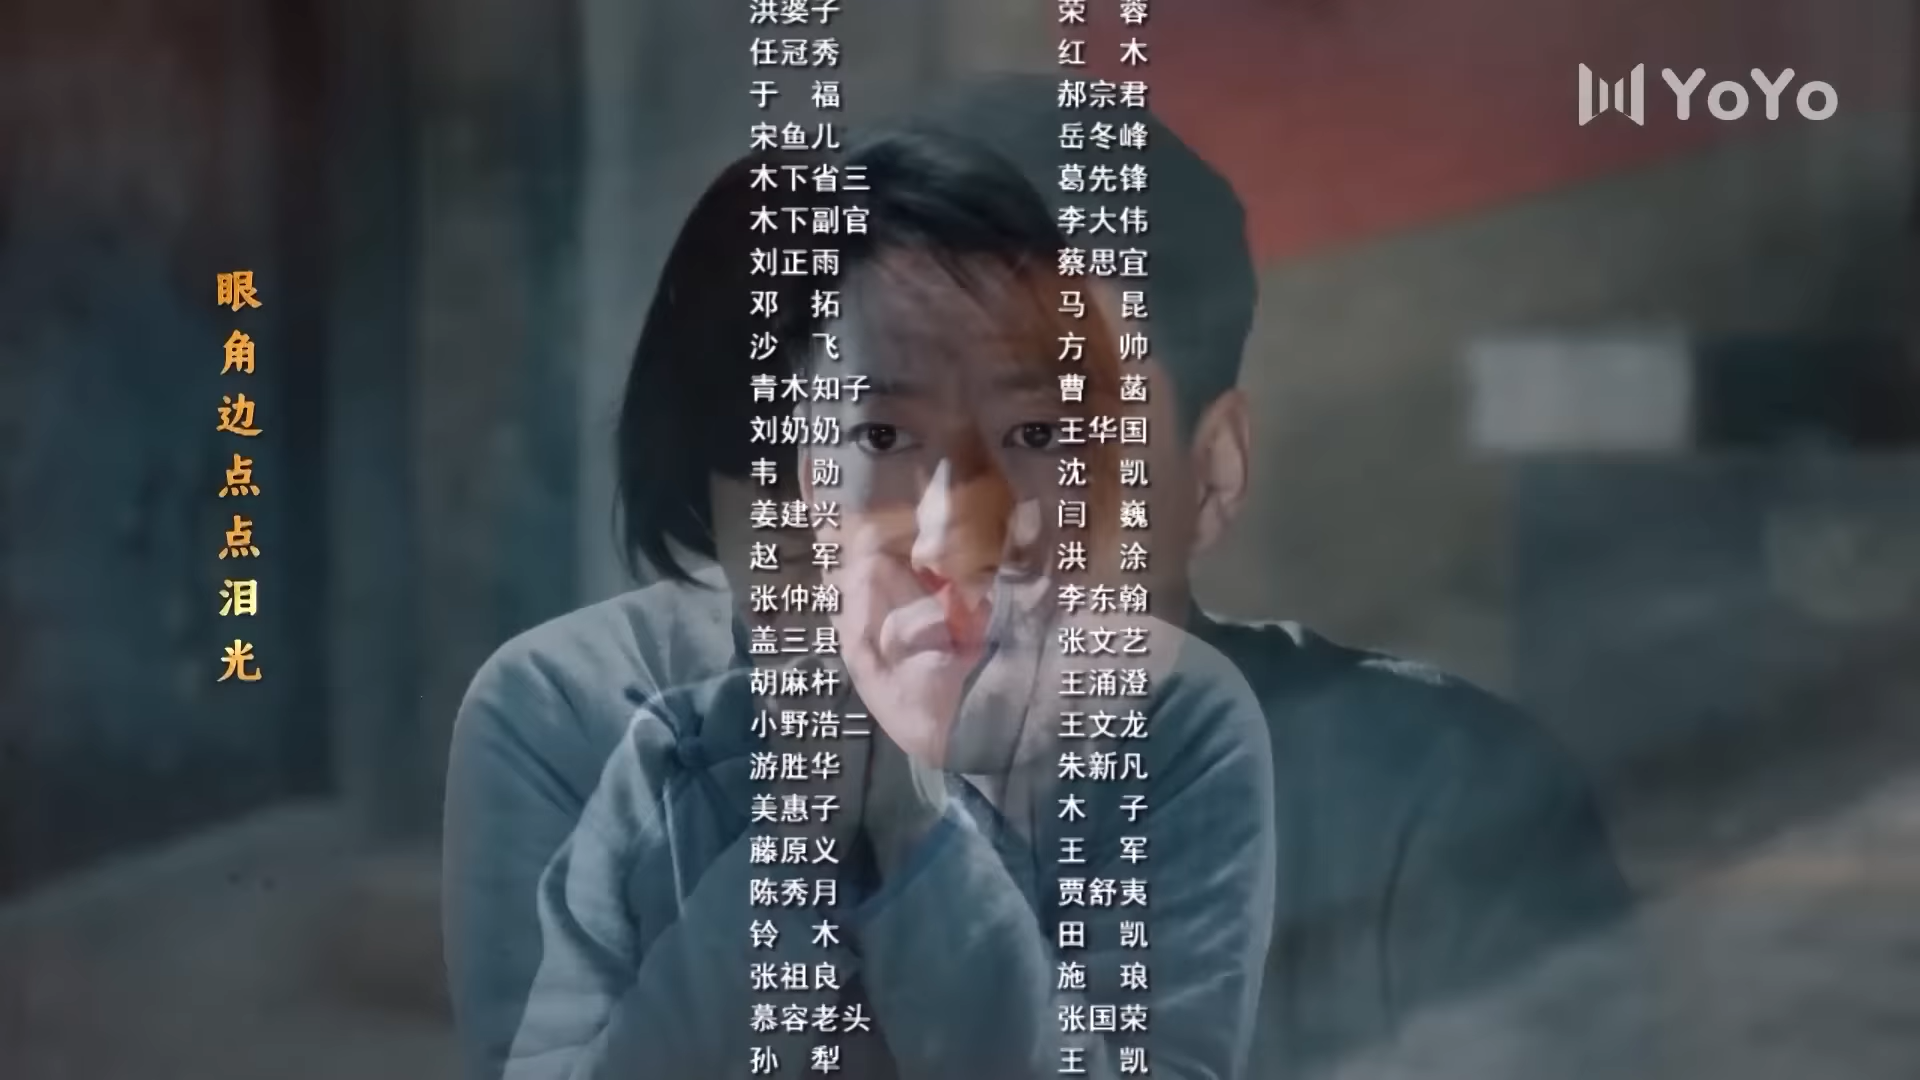 洪婆子 荣蓉
任冠秀 红木
于福 郝宗君
宋鱼儿 岳冬峰
木下省三 葛先锋
木下副官 李大伟
刘正雨 蔡思宜
邓拓 马昆
沙飞 方帅
青木知子 曹菡
刘奶奶 王华国
韦勋 沈凯
姜建兴 闫巍
赵军 洪涂
张仲瀚 李东翰
盖三县 张文艺
胡麻杆 王涌澄
小野浩二 王文龙
游胜华 朱新凡
美惠子 木子
藤原义 王军
陈秀月 贾舒夷
铃木 田凯
张祖良 施琅
慕容老头 张国荣
孙犁 王凯
眼角边点点泪光
YoYo